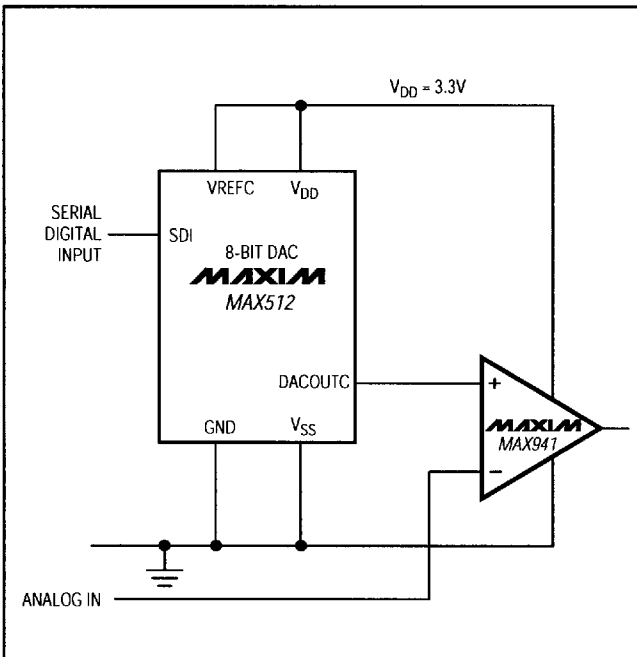 V_DD = 3.3V
VREFC V_DD
SERIAL
DIGITAL
INPUT
SDI
8-BIT DAC
MAXIM
MAX512
DACOUTC
GND V_SS
+
MAXIM
MAX941
−
ANALOG IN